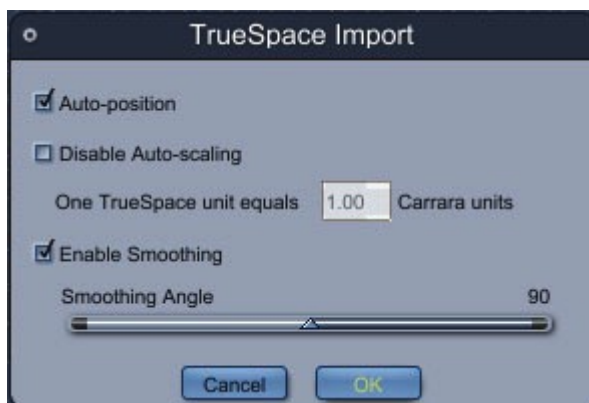 TrueSpace Import
Auto-position
Disable Auto-scaling
One TrueSpace unit equals 1.00 Carrara units
Enable Smoothing
Smoothing Angle 90
Cancel OK